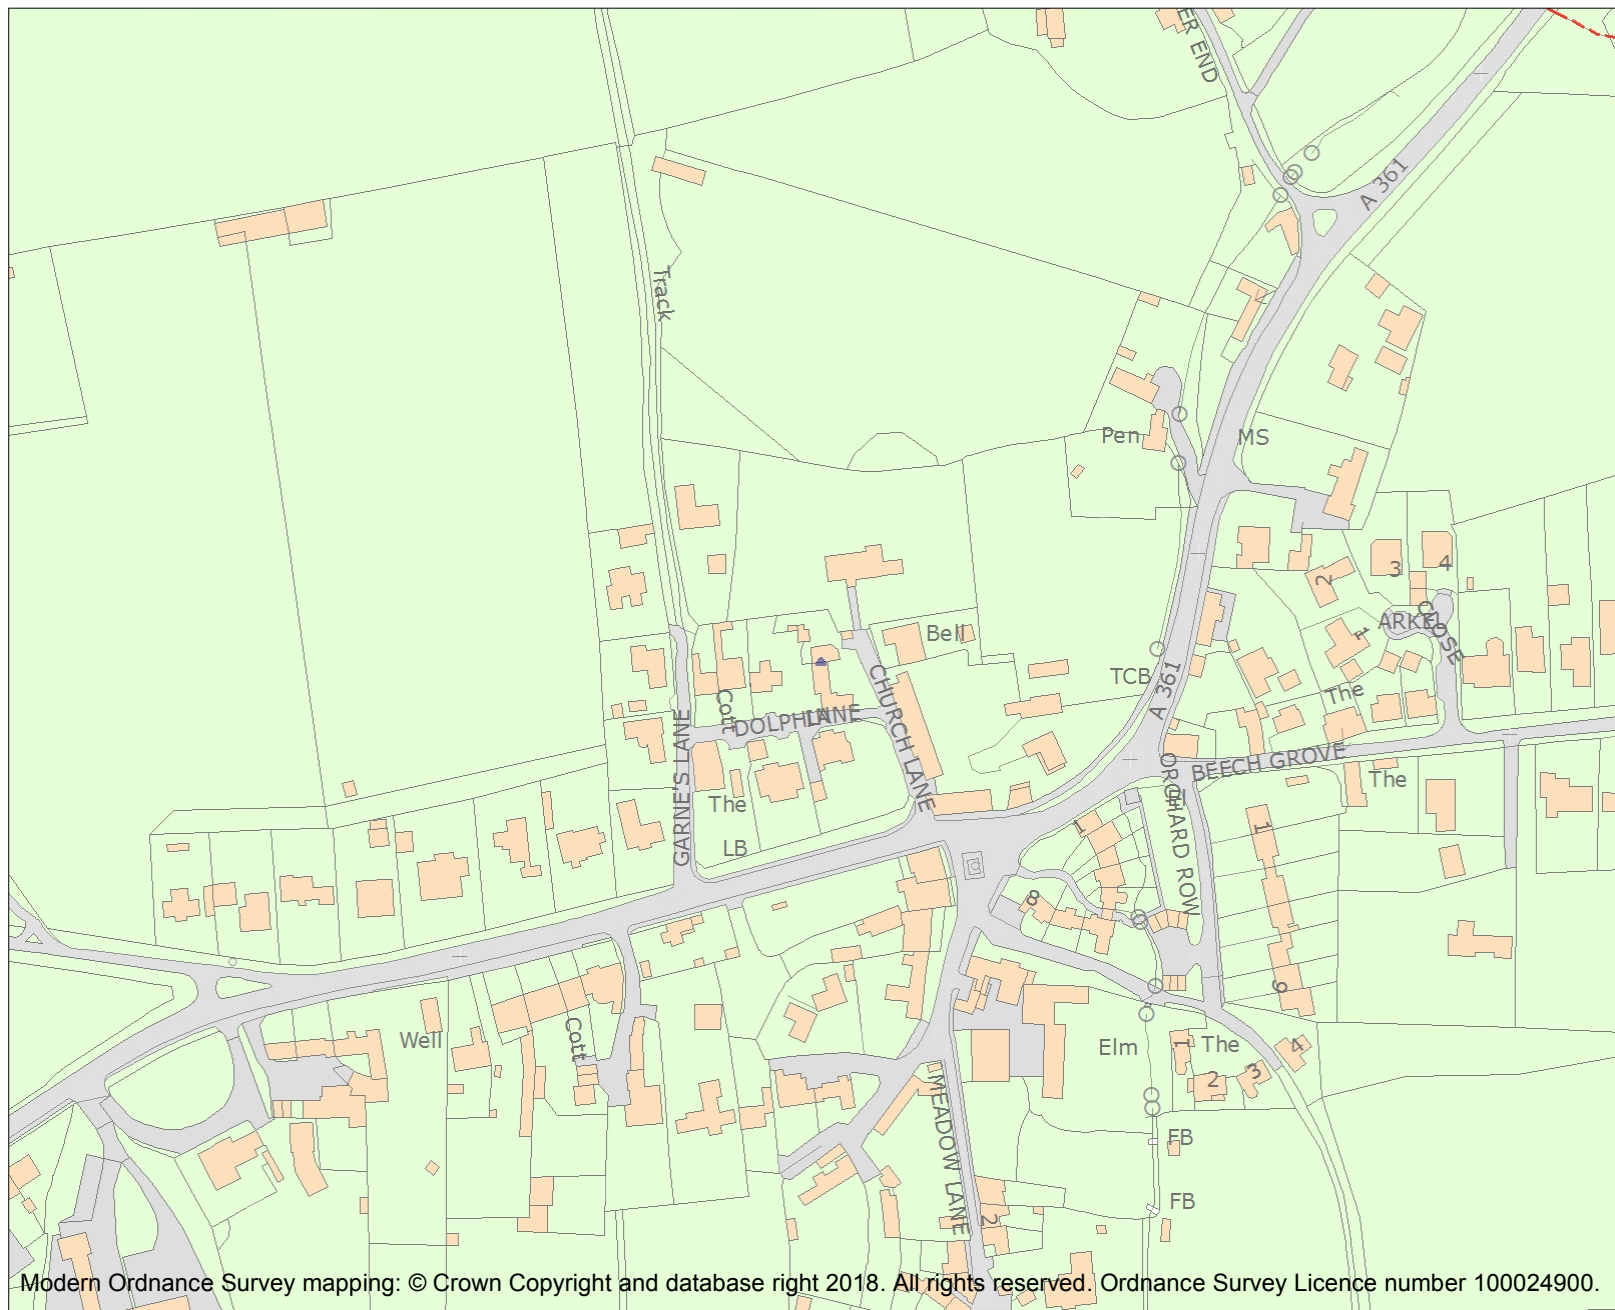 ER END
A 361
Track
Pen
MS
2
3
4
ARKEL
CLOSE
1
Bell
TCB
A 361
The
CHURCH LANE
Cott
DOLPHIN
LANE
GARNE'S LANE
BEECH GROVE
The
The
LB
ORCHARD ROW
1
1
8
9
Well
Cott
Elm
1
The
4
2
3
MEADOW LANE
FB
FB
2
Modern Ordnance Survey mapping: © Crown Copyright and database right 2018. All rights reserved. Ordnance Survey Licence number 100024900.